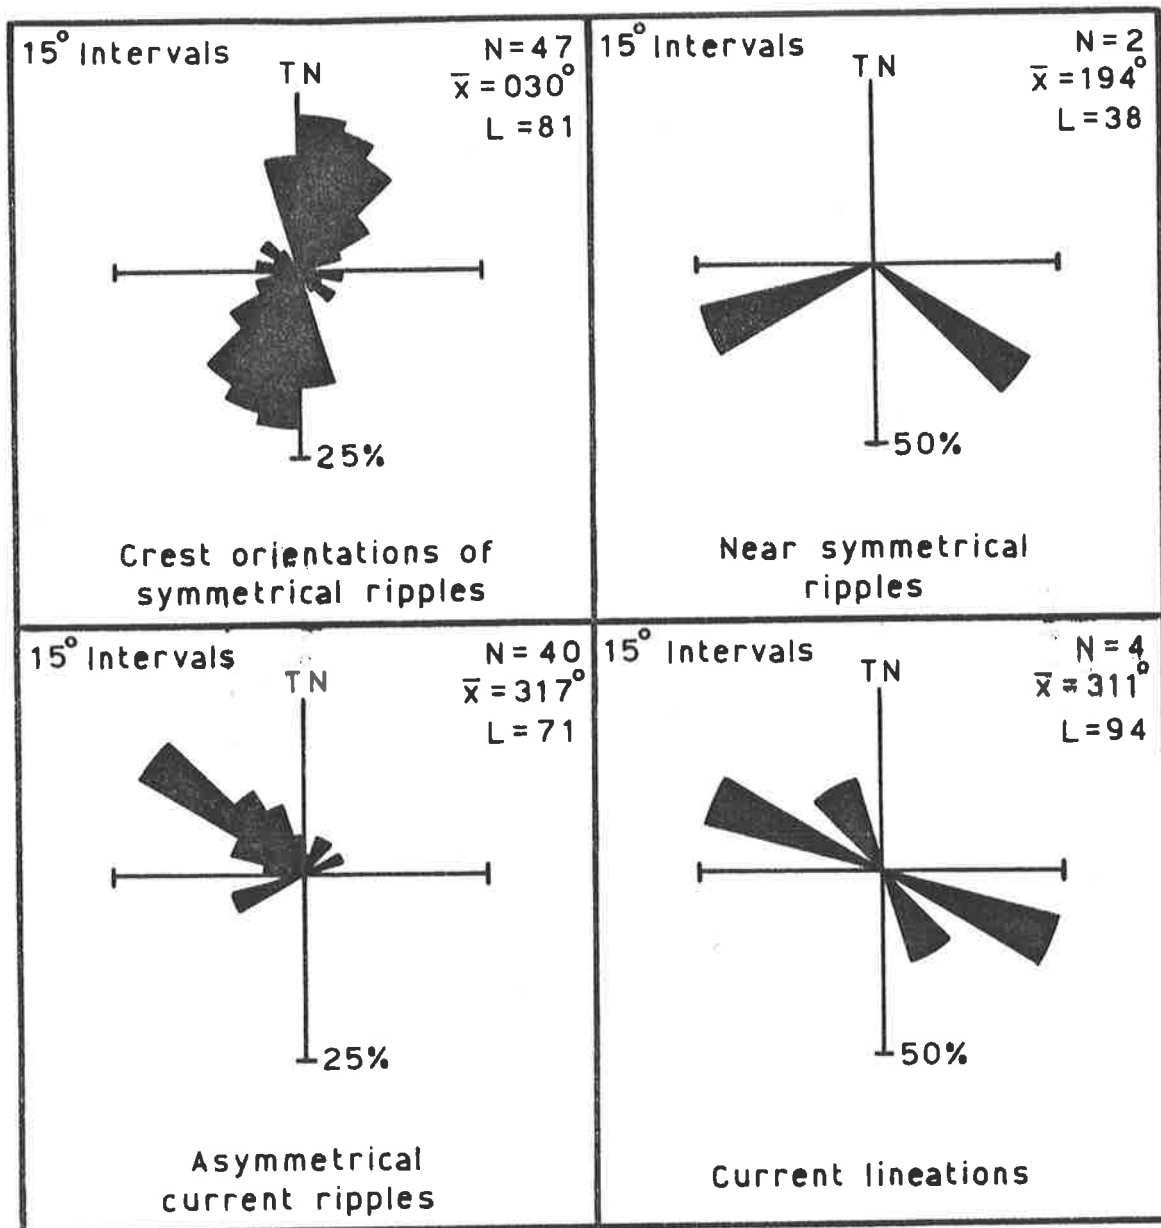 15° Intervals
N=47
x̄ = 030°
L = 81
TN
25%
Crest orientations of
symmetrical ripples
15° Intervals
N=2
x̄ = 194°
L=38
TN
50%
Near symmetrical
ripples
15° Intervals
N = 40
x̄ = 317°
L = 71
TN
25%
Asymmetrical
current ripples
15° Intervals
N=4
x̄ = 311°
L=94
TN
50%
Current lineations